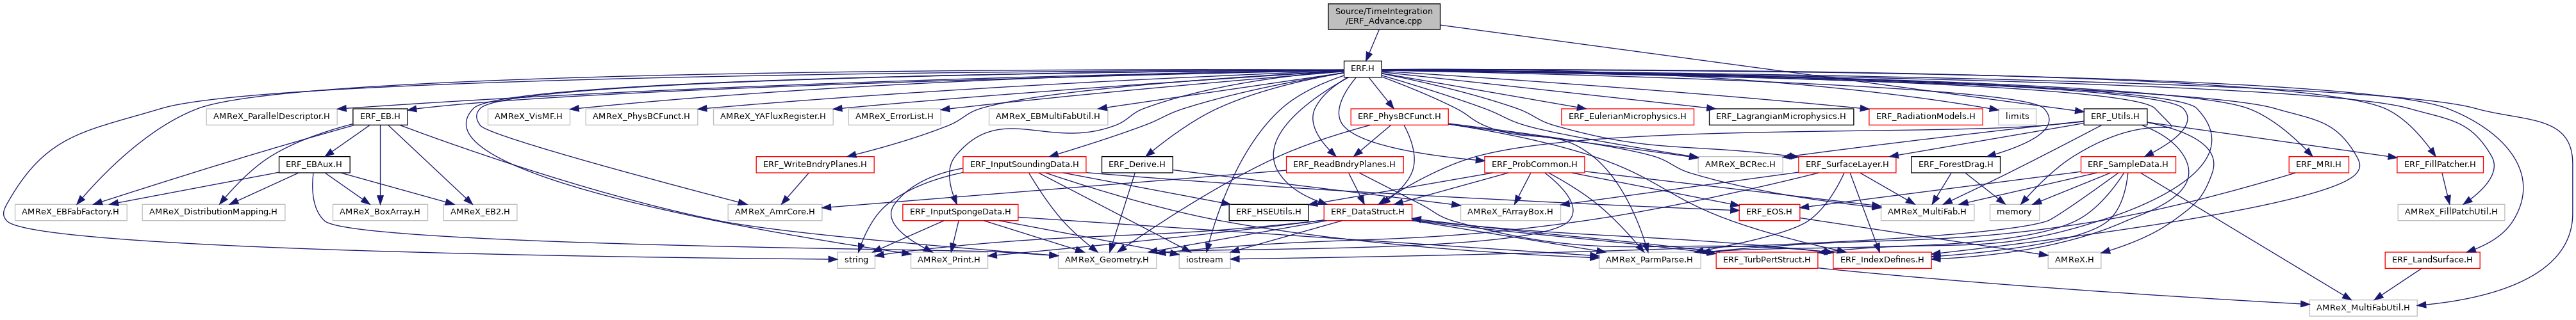 Source/TimeIntegration
/ERF_Advance.cpp
ERF.H
AMReX_ParallelDescriptor.H
ERF_EB.H
AMReX_VisMF.H
AMReX_PhysBCFunct.H
AMReX_YAFluxRegister.H
AMReX_ErrorList.H
AMReX_EBMultiFabUtil.H
ERF_PhysBCFunct.H
ERF_EulerianMicrophysics.H
ERF_LagrangianMicrophysics.H
ERF_RadiationModels.H
limits
ERF_Utils.H
ERF_EBAux.H
ERF_WriteBndryPlanes.H
ERF_InputSoundingData.H
ERF_Derive.H
ERF_ReadBndryPlanes.H
ERF_ProbCommon.H
AMReX_BCRec.H
ERF_SurfaceLayer.H
ERF_ForestDrag.H
ERF_SampleData.H
ERF_MRI.H
ERF_FillPatcher.H
AMReX_EBFabFactory.H
AMReX_DistributionMapping.H
AMReX_BoxArray.H
AMReX_EB2.H
AMReX_AmrCore.H
ERF_InputSpongeData.H
ERF_HSEUtils.H
ERF_DataStruct.H
AMReX_FArrayBox.H
ERF_EOS.H
AMReX_MultiFab.H
memory
AMReX_FillPatchUtil.H
string
AMReX_Print.H
AMReX_Geometry.H
iostream
AMReX_ParmParse.H
ERF_TurbPertStruct.H
ERF_IndexDefines.H
AMReX.H
ERF_LandSurface.H
AMReX_MultiFabUtil.H